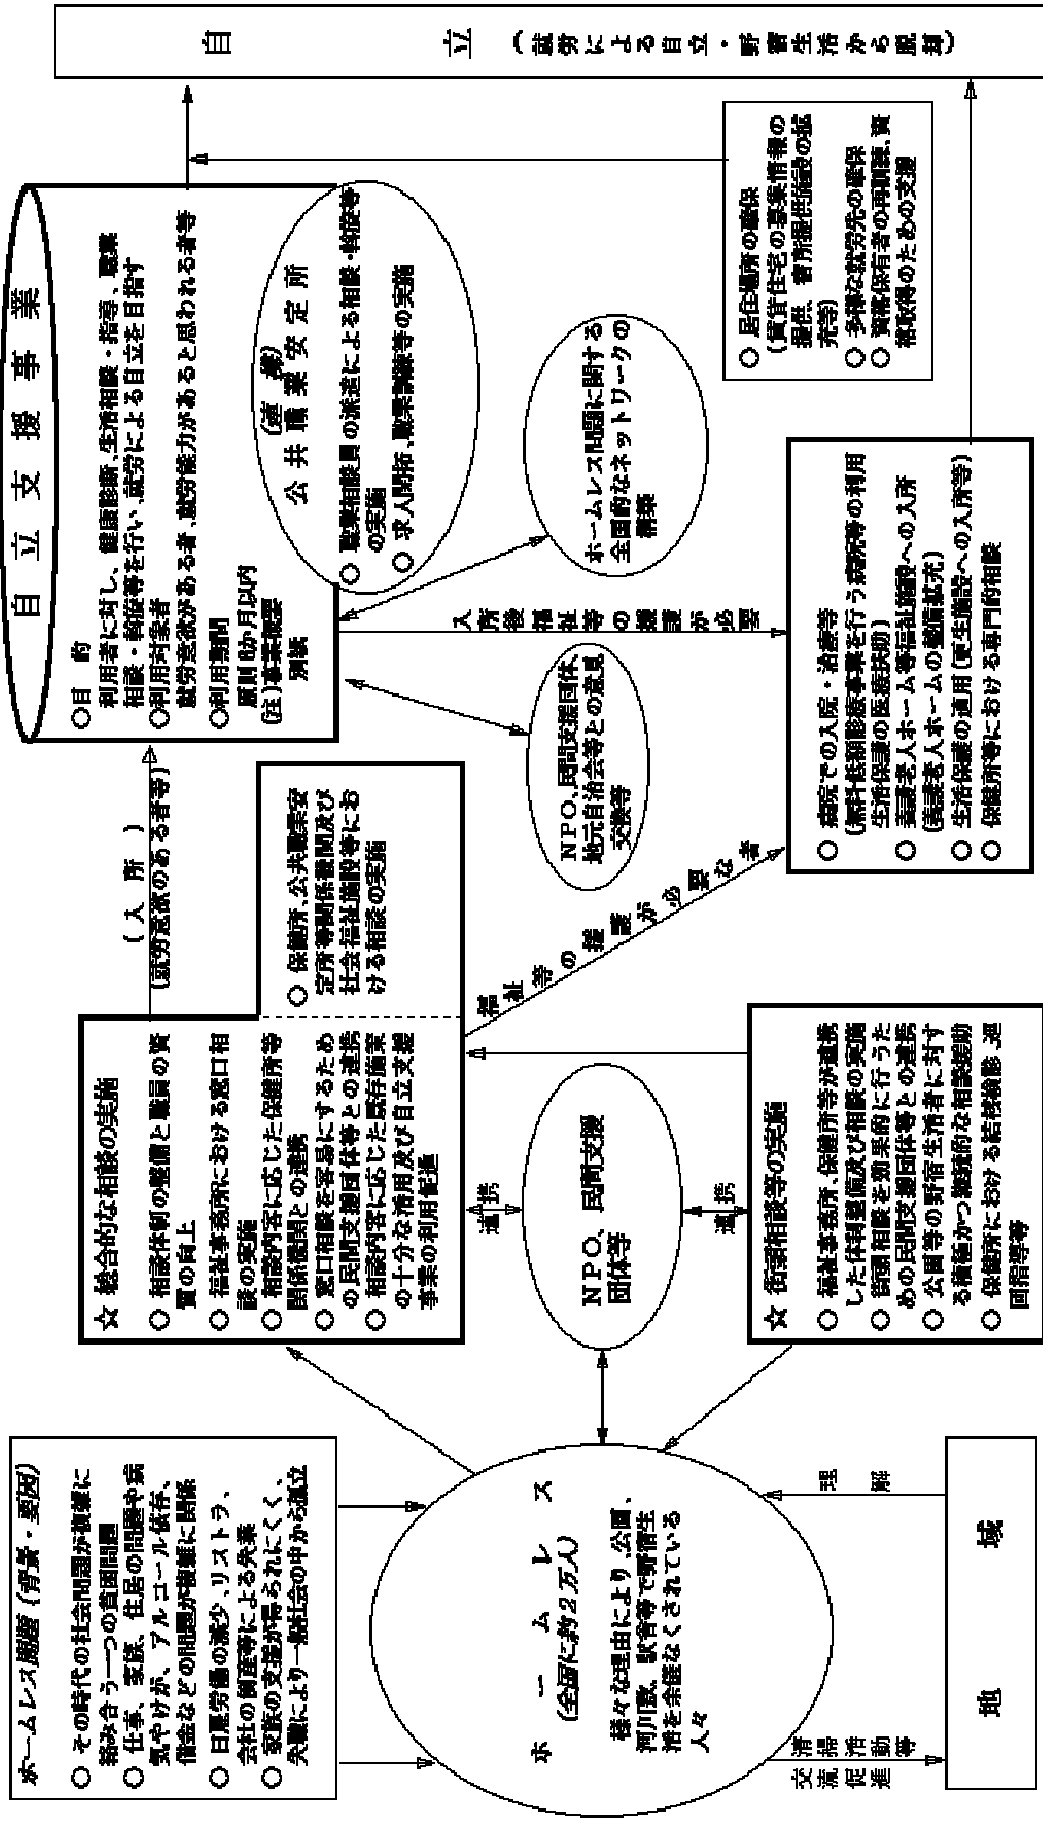 ホームレス問題(背景・要因)
○ その時代の社会問題が複雑に
絡み合う一つの貧困問題
○ 仕事、家族、住居の問題や病
気やけが、アルコール依存、
借金などの問題が複雑に関係
○ 日雇労働の減少、リストラ、
会社の倒産等による失業
○ 家族の支援が得られにくく、
失職により一般社会の中から孤立
ホームレス
(全国に約2万人)
様々な理由により、公園、
河川敷、駅舎等で野宿生
活を余儀なくされている
人々
理解
交流促進
清掃活動等
地域
☆ 総合的な相談の実施
○ 相談体制の整備と職員の資
質の向上
○ 福祉事務所における窓口相
談の実施
○ 相談内容に応じた保健所等
関係機関との連携
○ 窓口相談を容易にするため
の民間支援団体等との連携
○ 相談内容に応じた既存施策
の十分な活用及び自立支援
事業の利用促進
○ 保健所、公共職業安
定所等関係機関及び
社会福祉施設等にお
ける相談の実施
連携
NPO、民間支援
団体等
連携
☆ 街頭相談等の実施
○ 福祉事務所、保健所等が連携
した体制整備及び相談の実施
○ 街頭相談を効果的に行うた
めの民間支援団体等との連携
○ 公園等の野宿生活者に対す
る積極かつ継続的な相談援助
○ 保健所における結核検診、巡
回指導等
(入所)
(就労意欲のある者等)
福祉等の援護が必要な者
自立支援事業
○目 的
利用者に対し、健康診断、生活相談・指導、職業
相談・斡旋等を行い、就労による自立を目指す
○利用対象者
就労意欲がある者、就労能力があると思われる者等
○利用期間
原則6か月以内
(注)事業概要
別紙
(連携)
公共職業安定所
○ 職業相談員の派遣による相談・斡旋等
の実施
○ 求人開拓、職業訓練等の実施
NPO、民間支援団体、
地元自治会等との意見
交換等
ホームレス問題に関する
全国的なネットワークの
構築
入所後福祉等の援護が必要
○ 病院での入院・治療等
(無料低額診療事業を行う病院等の利用
生活保護の医療扶助)
○ 養護老人ホーム等福祉施設への入所
(養護老人ホームの整備拡充)
○ 生活保護の適用(更生施設への入所等)
○ 保健所等における専門的相談
○ 居住場所の確保
(賃貸住宅の募集情報の
提供、宿所提供施設の拡
充等)
○ 多様な就労先の確保
○ 資格保有者の再訓練、資
格取得のための支援
自立(就労による自立・野宿生活から脱却)